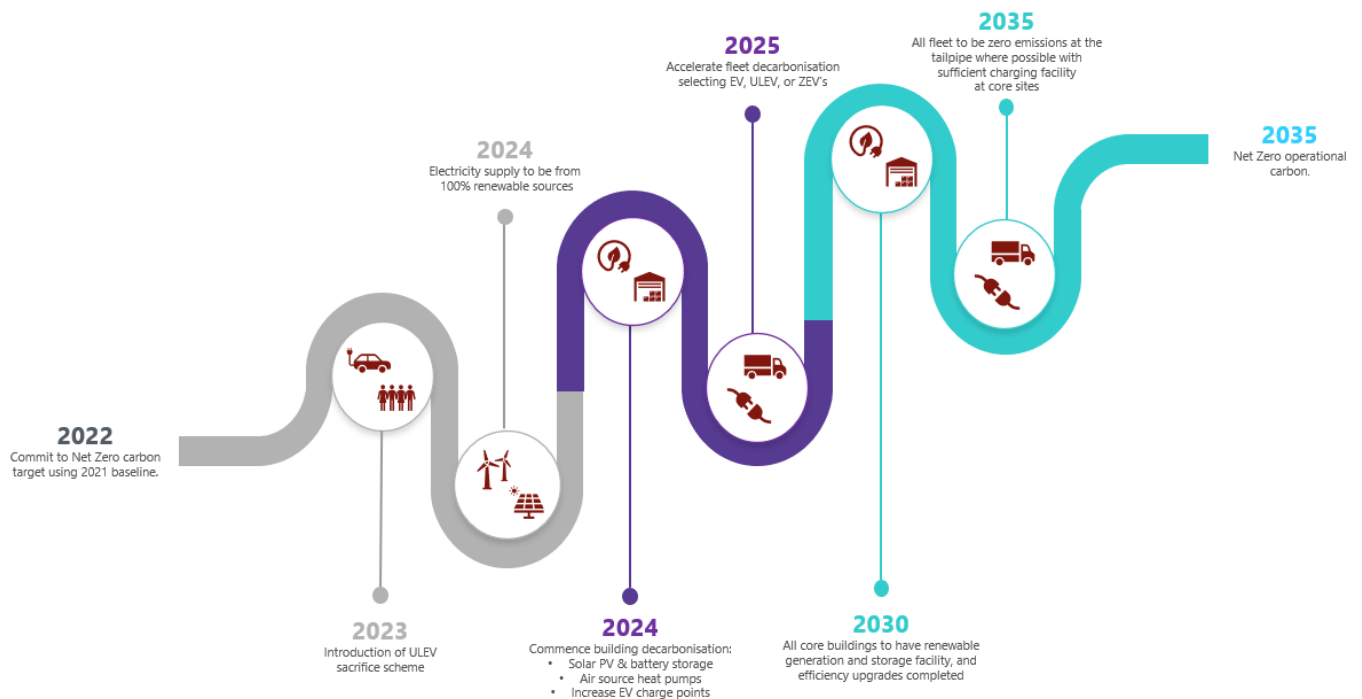 2022
Commit to Net Zero carbon
target using 2021 baseline.
2023
Introduction of ULEV
sacrifice scheme
2024
Electricity supply to be from
100% renewable sources
2024
Commence building decarbonisation:
• Solar PV & battery storage
• Air source heat pumps
• Increase EV charge points
2025
Accelerate fleet decarbonisation
selecting EV, ULEV, or ZEV's
2030
All core buildings to have renewable
generation and storage facility, and
efficiency upgrades completed
2035
All fleet to be zero emissions at the
tailpipe where possible with
sufficient charging facility
at core sites
2035
Net Zero operational
carbon.